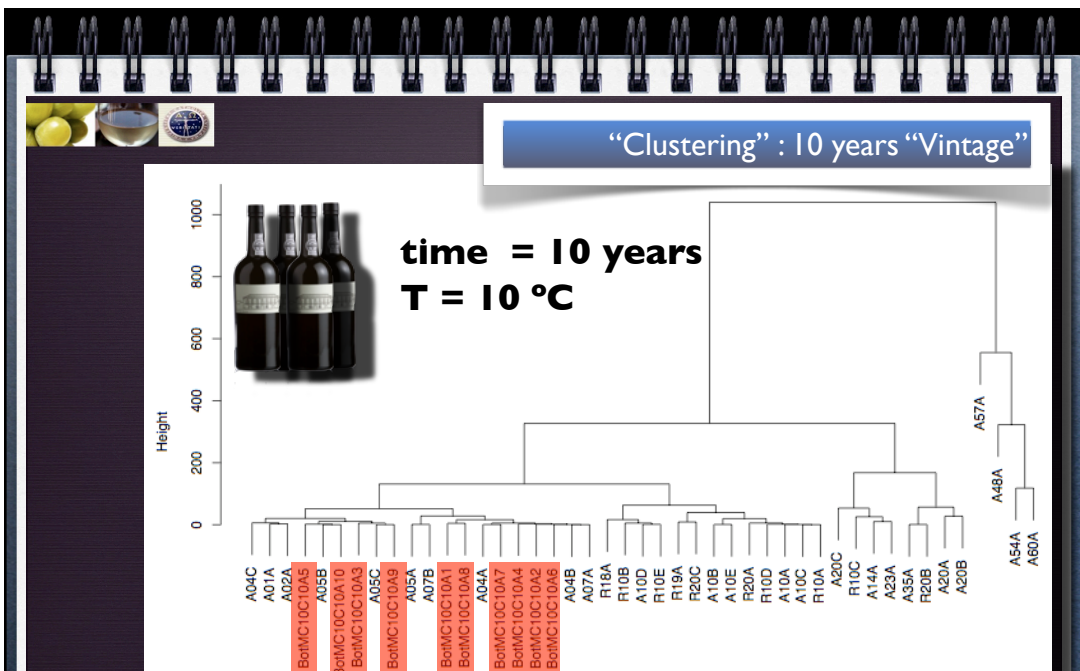 “Clustering” : 10 years “Vintage”
time = 10 years
T = 10 ºC
Height
1000
800
600
400
200
0
A57A
A48A
A54A
A60A
A04C
A01A
A02A
BotMC10C10A5
A05B
BotMC10C10A10
BotMC10C10A3
A05C
BotMC10C10A9
A05A
A07B
BotMC10C10A1
BotMC10C10A8
A04A
BotMC10C10A7
BotMC10C10A4
BotMC10C10A2
BotMC10C10A6
A04B
A07A
R18A
R10B
A10D
R10E
R19A
R20C
A10B
A10E
R20A
R10D
A10A
A10C
R10A
A20C
R10C
A14A
A23A
A35A
R20B
A20A
A20B